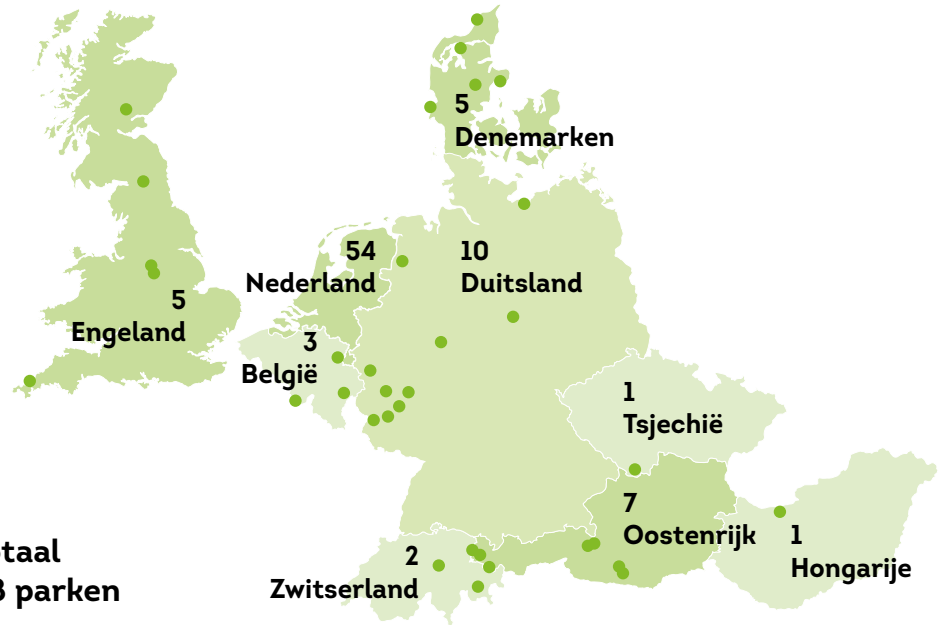 5
Denemarken
54
Nederland
10
Duitsland
5
Engeland
3
België
1
Tsjechië
7
Oostenrijk
1
Hongarije
2
Zwitserland
parken